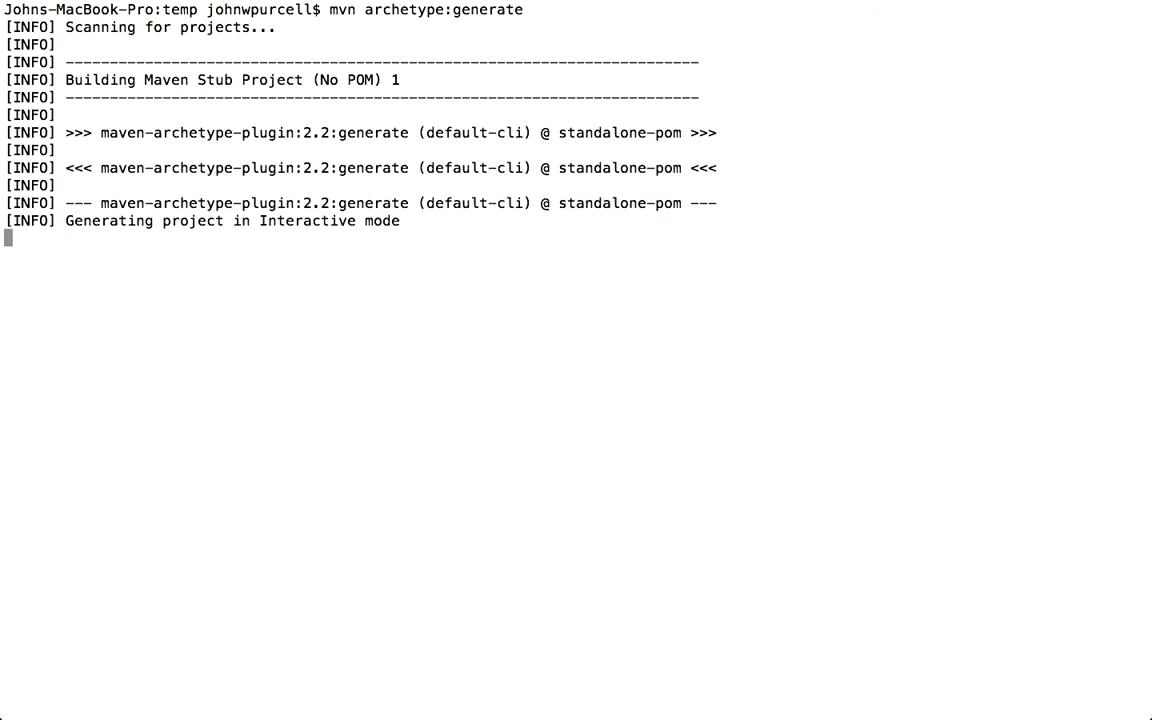 Johns-MacBook-Pro:temp johnwpurcell$ mvn archetype:generate
[INFO] Scanning for projects...
[INFO]
[INFO] ------------------------------------------------------------------------
[INFO] Building Maven Stub Project (No POM) 1
[INFO] ------------------------------------------------------------------------
[INFO]
[INFO] >>> maven-archetype-plugin:2.2:generate (default-cli) @ standalone-pom >>>
[INFO]
[INFO] <<< maven-archetype-plugin:2.2:generate (default-cli) @ standalone-pom <<<
[INFO]
[INFO] --- maven-archetype-plugin:2.2:generate (default-cli) @ standalone-pom ---
[INFO] Generating project in Interactive mode